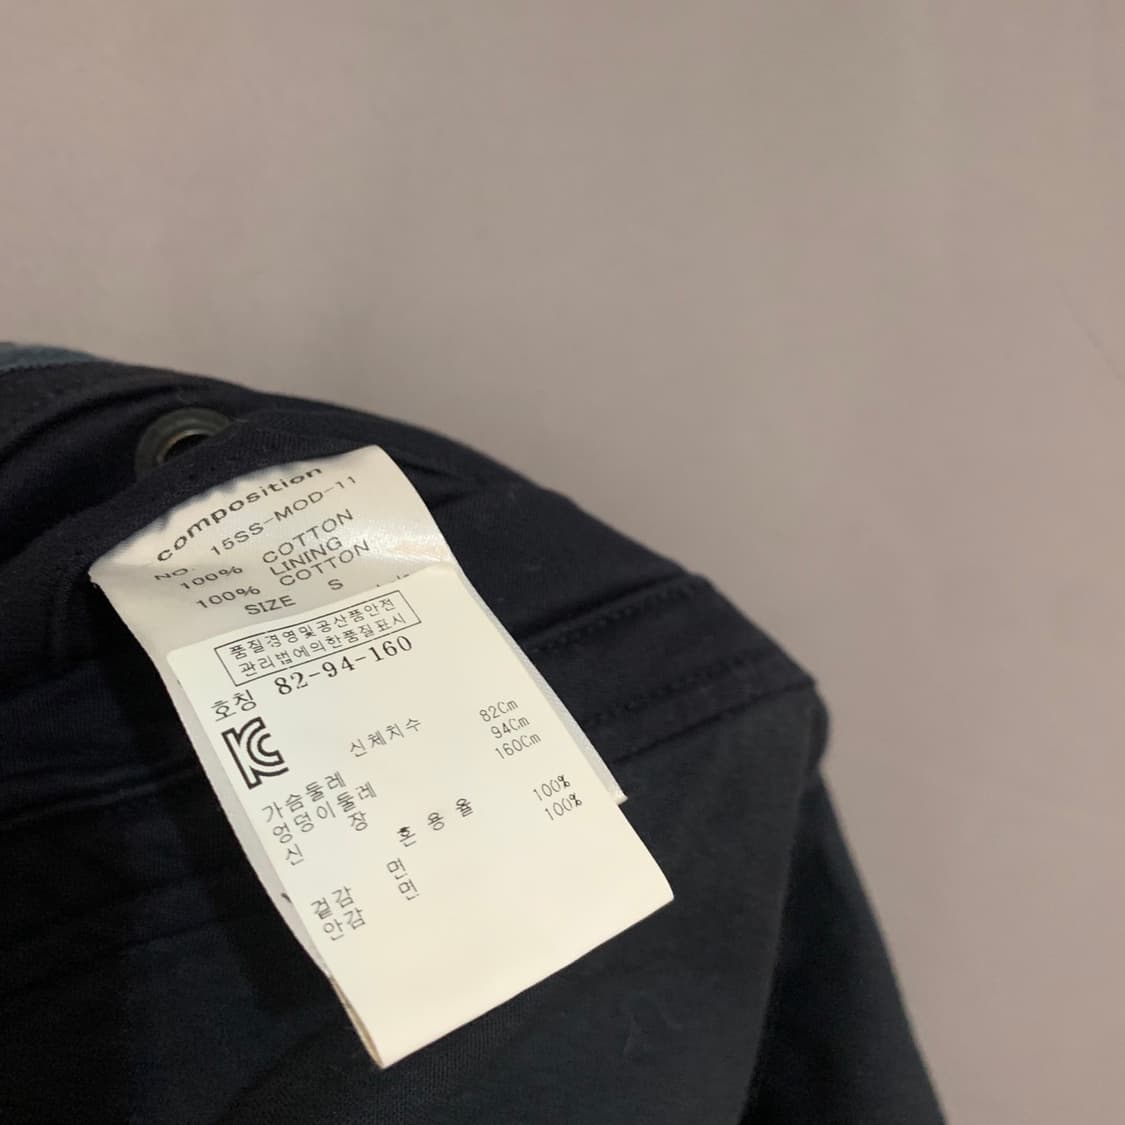 composition
NO. 15SS-MOD-11
100% COTTON
LINING
100% COTTON
SIZE S
품질경영및공산품안전
관리법에의한품질표시
호칭 82-94-160
신체치수
가슴둘레 82Cm
엉덩이둘레 94Cm
신장 160Cm
혼용율
겉감 면 100%
안감 면 100%